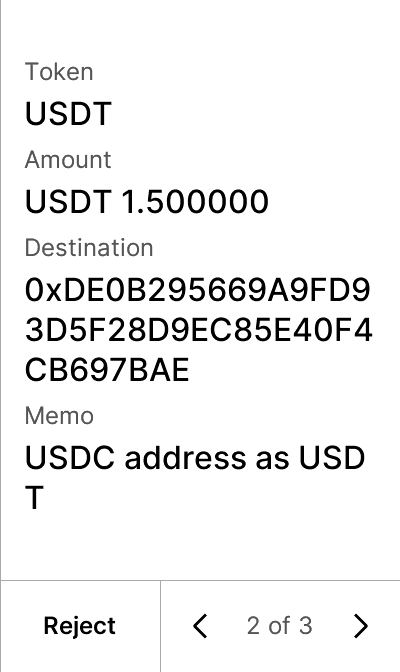 Token
USDT
Amount
USDT 1.500000
Destination
0xDE0B295669A9FD9
3D5F28D9EC85E40F4
CB697BAE
Memo
USDC address as USD
T
Reject
2 of 3